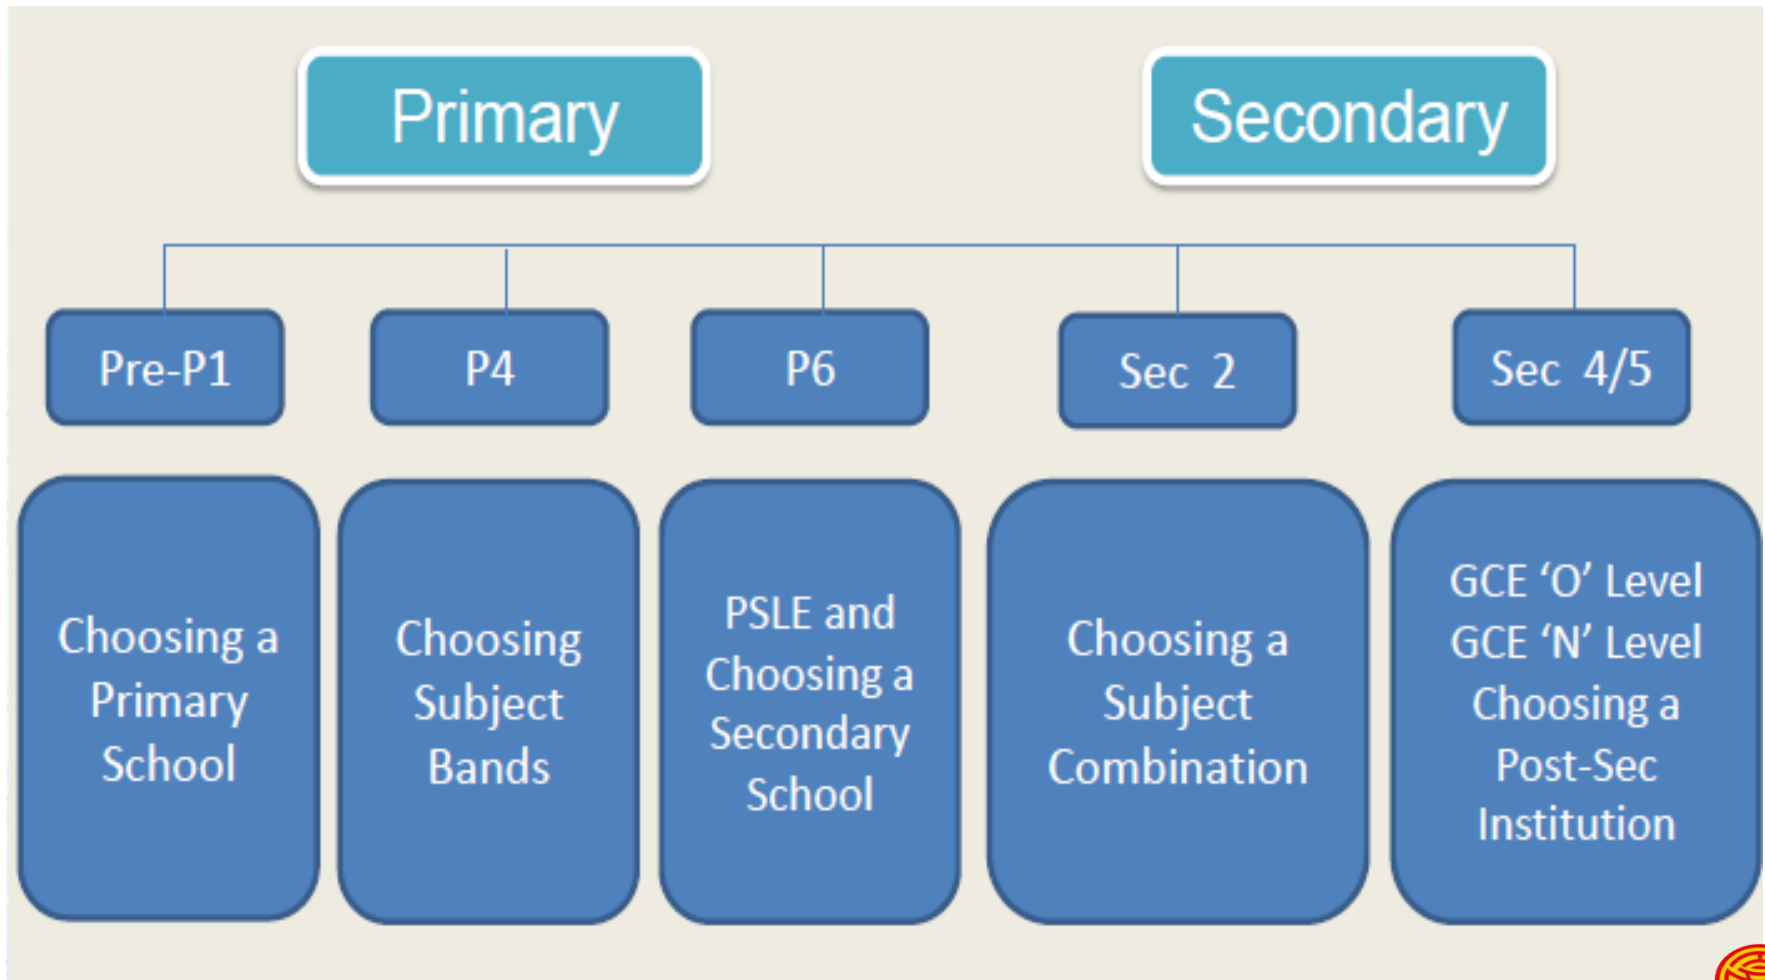 Primary
Secondary
Pre-P1
P4
P6
Sec 2
Sec 4/5
Choosing a
Primary
School
Choosing
Subject
Bands
PSLE and
Choosing a
Secondary
School
Choosing a
Subject
Combination
GCE ‘O’ Level
GCE ‘N’ Level
Choosing a
Post-Sec
Institution